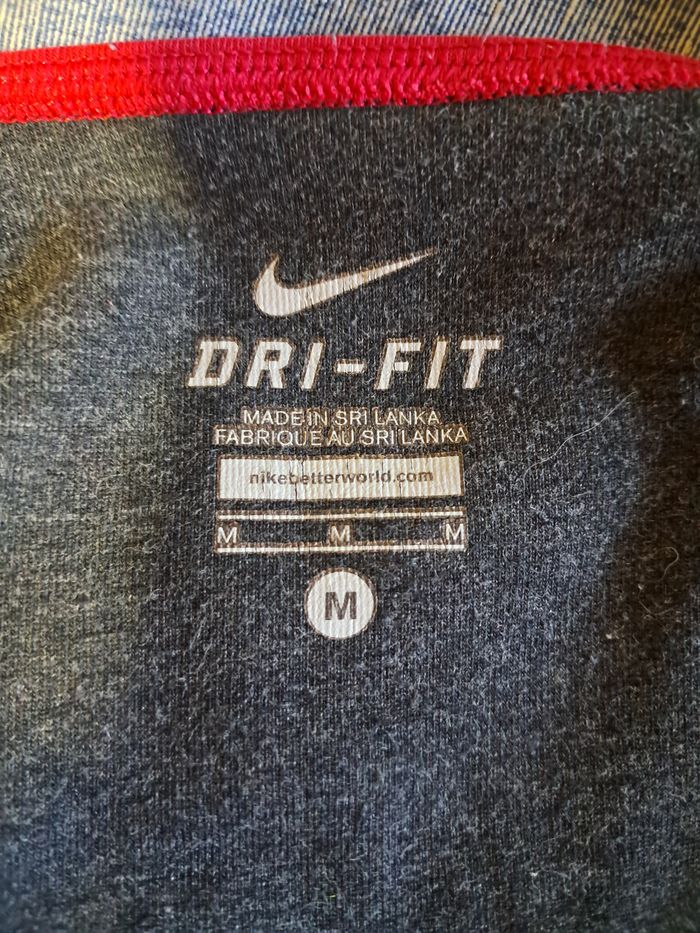 DRI-FIT
MADE IN SRI LANKA
FABRIQUE AU SRI LANKA
nikebetterworld.com
M M M
M